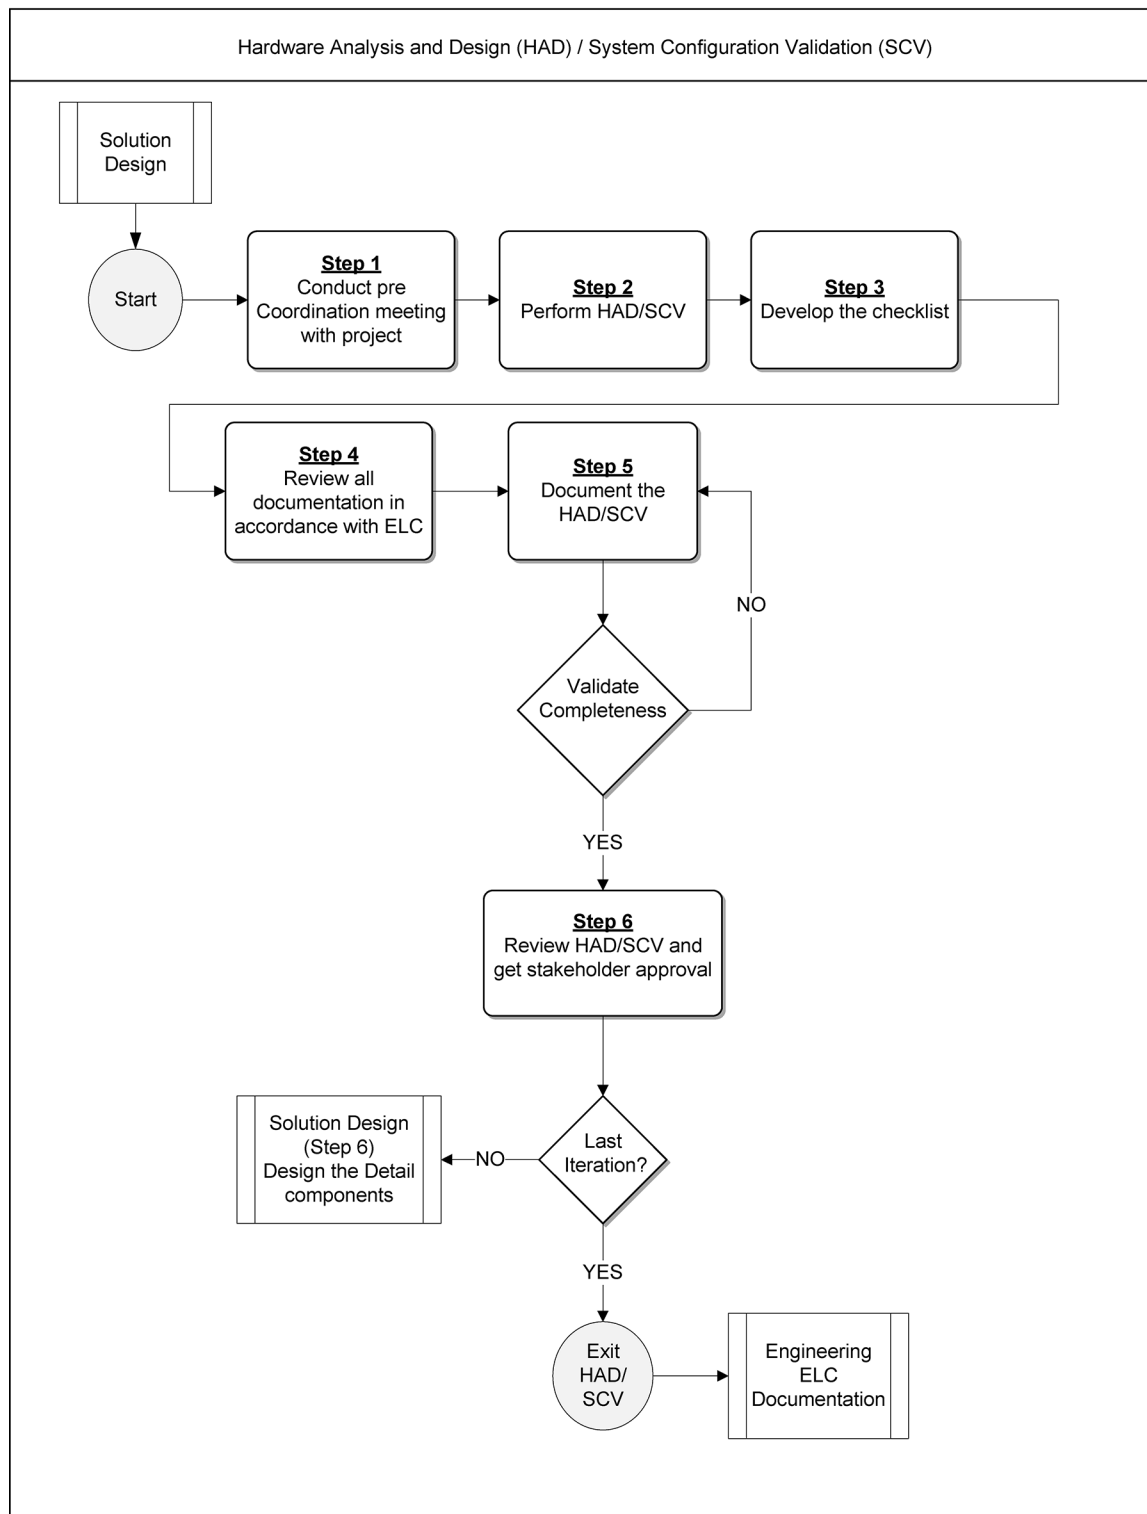 Hardware Analysis and Design (HAD) / System Configuration Validation (SCV)
Solution
Design
Start
Step 1
Conduct pre
Coordination meeting
with project
Step 2
Perform HAD/SCV
Step 3
Develop the checklist
Step 4
Review all
documentation in
accordance with ELC
Step 5
Document the
HAD/SCV
NO
Validate
Completeness
YES
Step 6
Review HAD/SCV and
get stakeholder approval
Solution Design
(Step 6)
Design the Detail
components
NO
Last
Iteration?
YES
Exit
HAD/
SCV
Engineering
ELC
Documentation